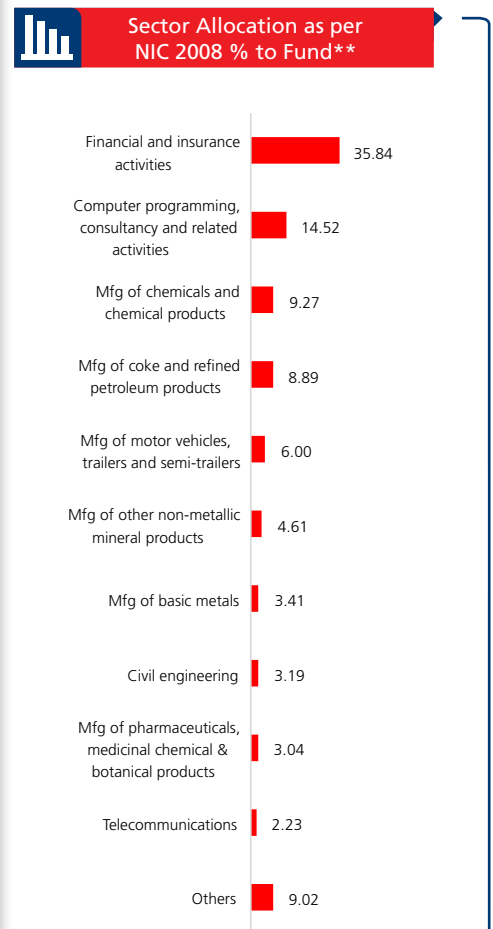 Sector Allocation as per
NIC 2008 % to Fund**
Financial and insurance
activities
35.84
Computer programming,
consultancy and related
activities
14.52
Mfg of chemicals and
chemical products
9.27
Mfg of coke and refined
petroleum products
8.89
Mfg of motor vehicles,
trailers and semi-trailers
6.00
Mfg of other non-metallic
mineral products
4.61
Mfg of basic metals
3.41
Civil engineering
3.19
Mfg of pharmaceuticals,
medicinal chemical &
botanical products
3.04
Telecommunications
2.23
Others
9.02